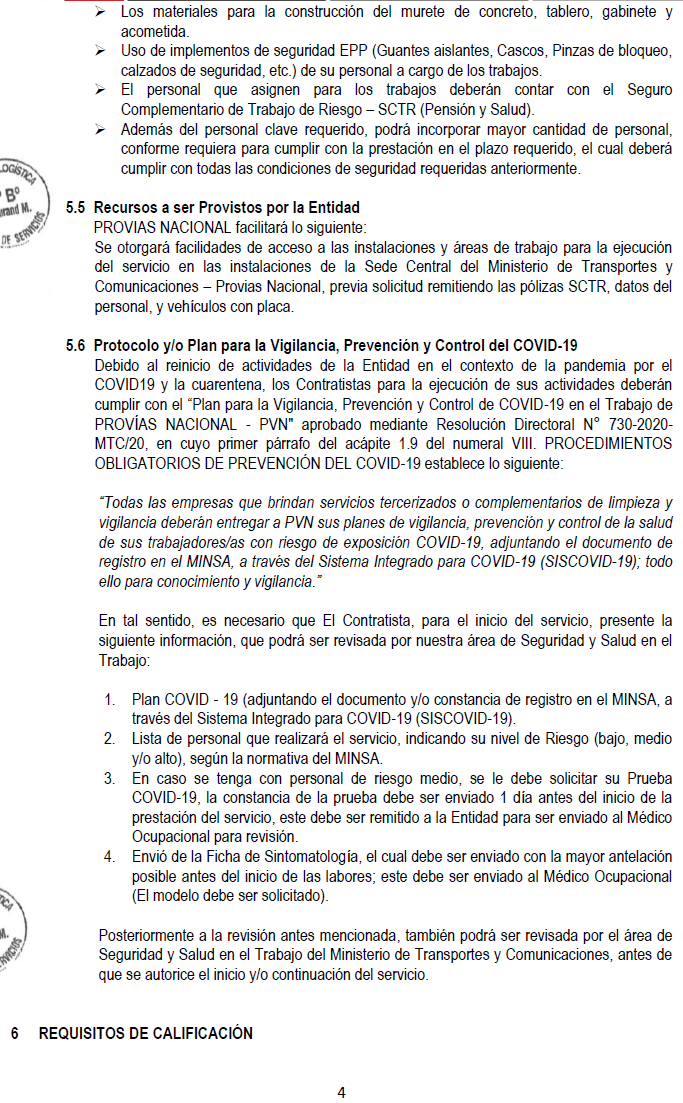 ➢ Los materiales para la construcción del murete de concreto, tablero, gabinete y
acometida.
➢ Uso de implementos de seguridad EPP (Guantes aislantes, Cascos, Pinzas de bloqueo,
calzados de seguridad, etc.) de su personal a cargo de los trabajos.
➢ El personal que asignen para los trabajos deberán contar con el Seguro
Complementario de Trabajo de Riesgo – SCTR (Pensión y Salud).
➢ Además del personal clave requerido, podrá incorporar mayor cantidad de personal,
conforme requiera para cumplir con la prestación en el plazo requerido, el cual deberá
cumplir con todas las condiciones de seguridad requeridas anteriormente.
Bº
DE SERVICIOS
5.5 Recursos a ser Provistos por la Entidad
PROVIAS NACIONAL facilitará lo siguiente:
Se otorgará facilidades de acceso a las instalaciones y áreas de trabajo para la ejecución
del servicio en las instalaciones de la Sede Central del Ministerio de Transportes y
Comunicaciones – Provias Nacional, previa solicitud remitiendo las pólizas SCTR, datos del
personal, y vehículos con placa.
5.6 Protocolo y/o Plan para la Vigilancia, Prevención y Control del COVID-19
Debido al reinicio de actividades de la Entidad en el contexto de la pandemia por el
COVID19 y la cuarentena, los Contratistas para la ejecución de sus actividades deberán
cumplir con el “Plan para la Vigilancia, Prevención y Control de COVID-19 en el Trabajo de
PROVÍAS NACIONAL - PVN" aprobado mediante Resolución Directoral N° 730-2020-
MTC/20, en cuyo primer párrafo del acápite 1.9 del numeral VIII. PROCEDIMIENTOS
OBLIGATORIOS DE PREVENCIÓN DEL COVID-19 establece lo siguiente:
“Todas las empresas que brindan servicios tercerizados o complementarios de limpieza y
vigilancia deberán entregar a PVN sus planes de vigilancia, prevención y control de la salud
de sus trabajadores/as con riesgo de exposición COVID-19, adjuntando el documento de
registro en el MINSA, a través del Sistema Integrado para COVID-19 (SISCOVID-19); todo
ello para conocimiento y vigilancia.”
En tal sentido, es necesario que El Contratista, para el inicio del servicio, presente la
siguiente información, que podrá ser revisada por nuestra área de Seguridad y Salud en el
Trabajo:
1. Plan COVID - 19 (adjuntando el documento y/o constancia de registro en el MINSA, a
través del Sistema Integrado para COVID-19 (SISCOVID-19).
2. Lista de personal que realizará el servicio, indicando su nivel de Riesgo (bajo, medio
y/o alto), según la normativa del MINSA.
3. En caso se tenga con personal de riesgo medio, se le debe solicitar su Prueba
COVID-19, la constancia de la prueba debe ser enviado 1 día antes del inicio de la
prestación del servicio, este debe ser remitido a la Entidad para ser enviado al Médico
Ocupacional para revisión.
4. Envió de la Ficha de Sintomatología, el cual debe ser enviado con la mayor antelación
posible antes del inicio de las labores; este debe ser enviado al Médico Ocupacional
(El modelo debe ser solicitado).
Posteriormente a la revisión antes mencionada, también podrá ser revisada por el área de
Seguridad y Salud en el Trabajo del Ministerio de Transportes y Comunicaciones, antes de
que se autorice el inicio y/o continuación del servicio.
6 REQUISITOS DE CALIFICACIÓN
4